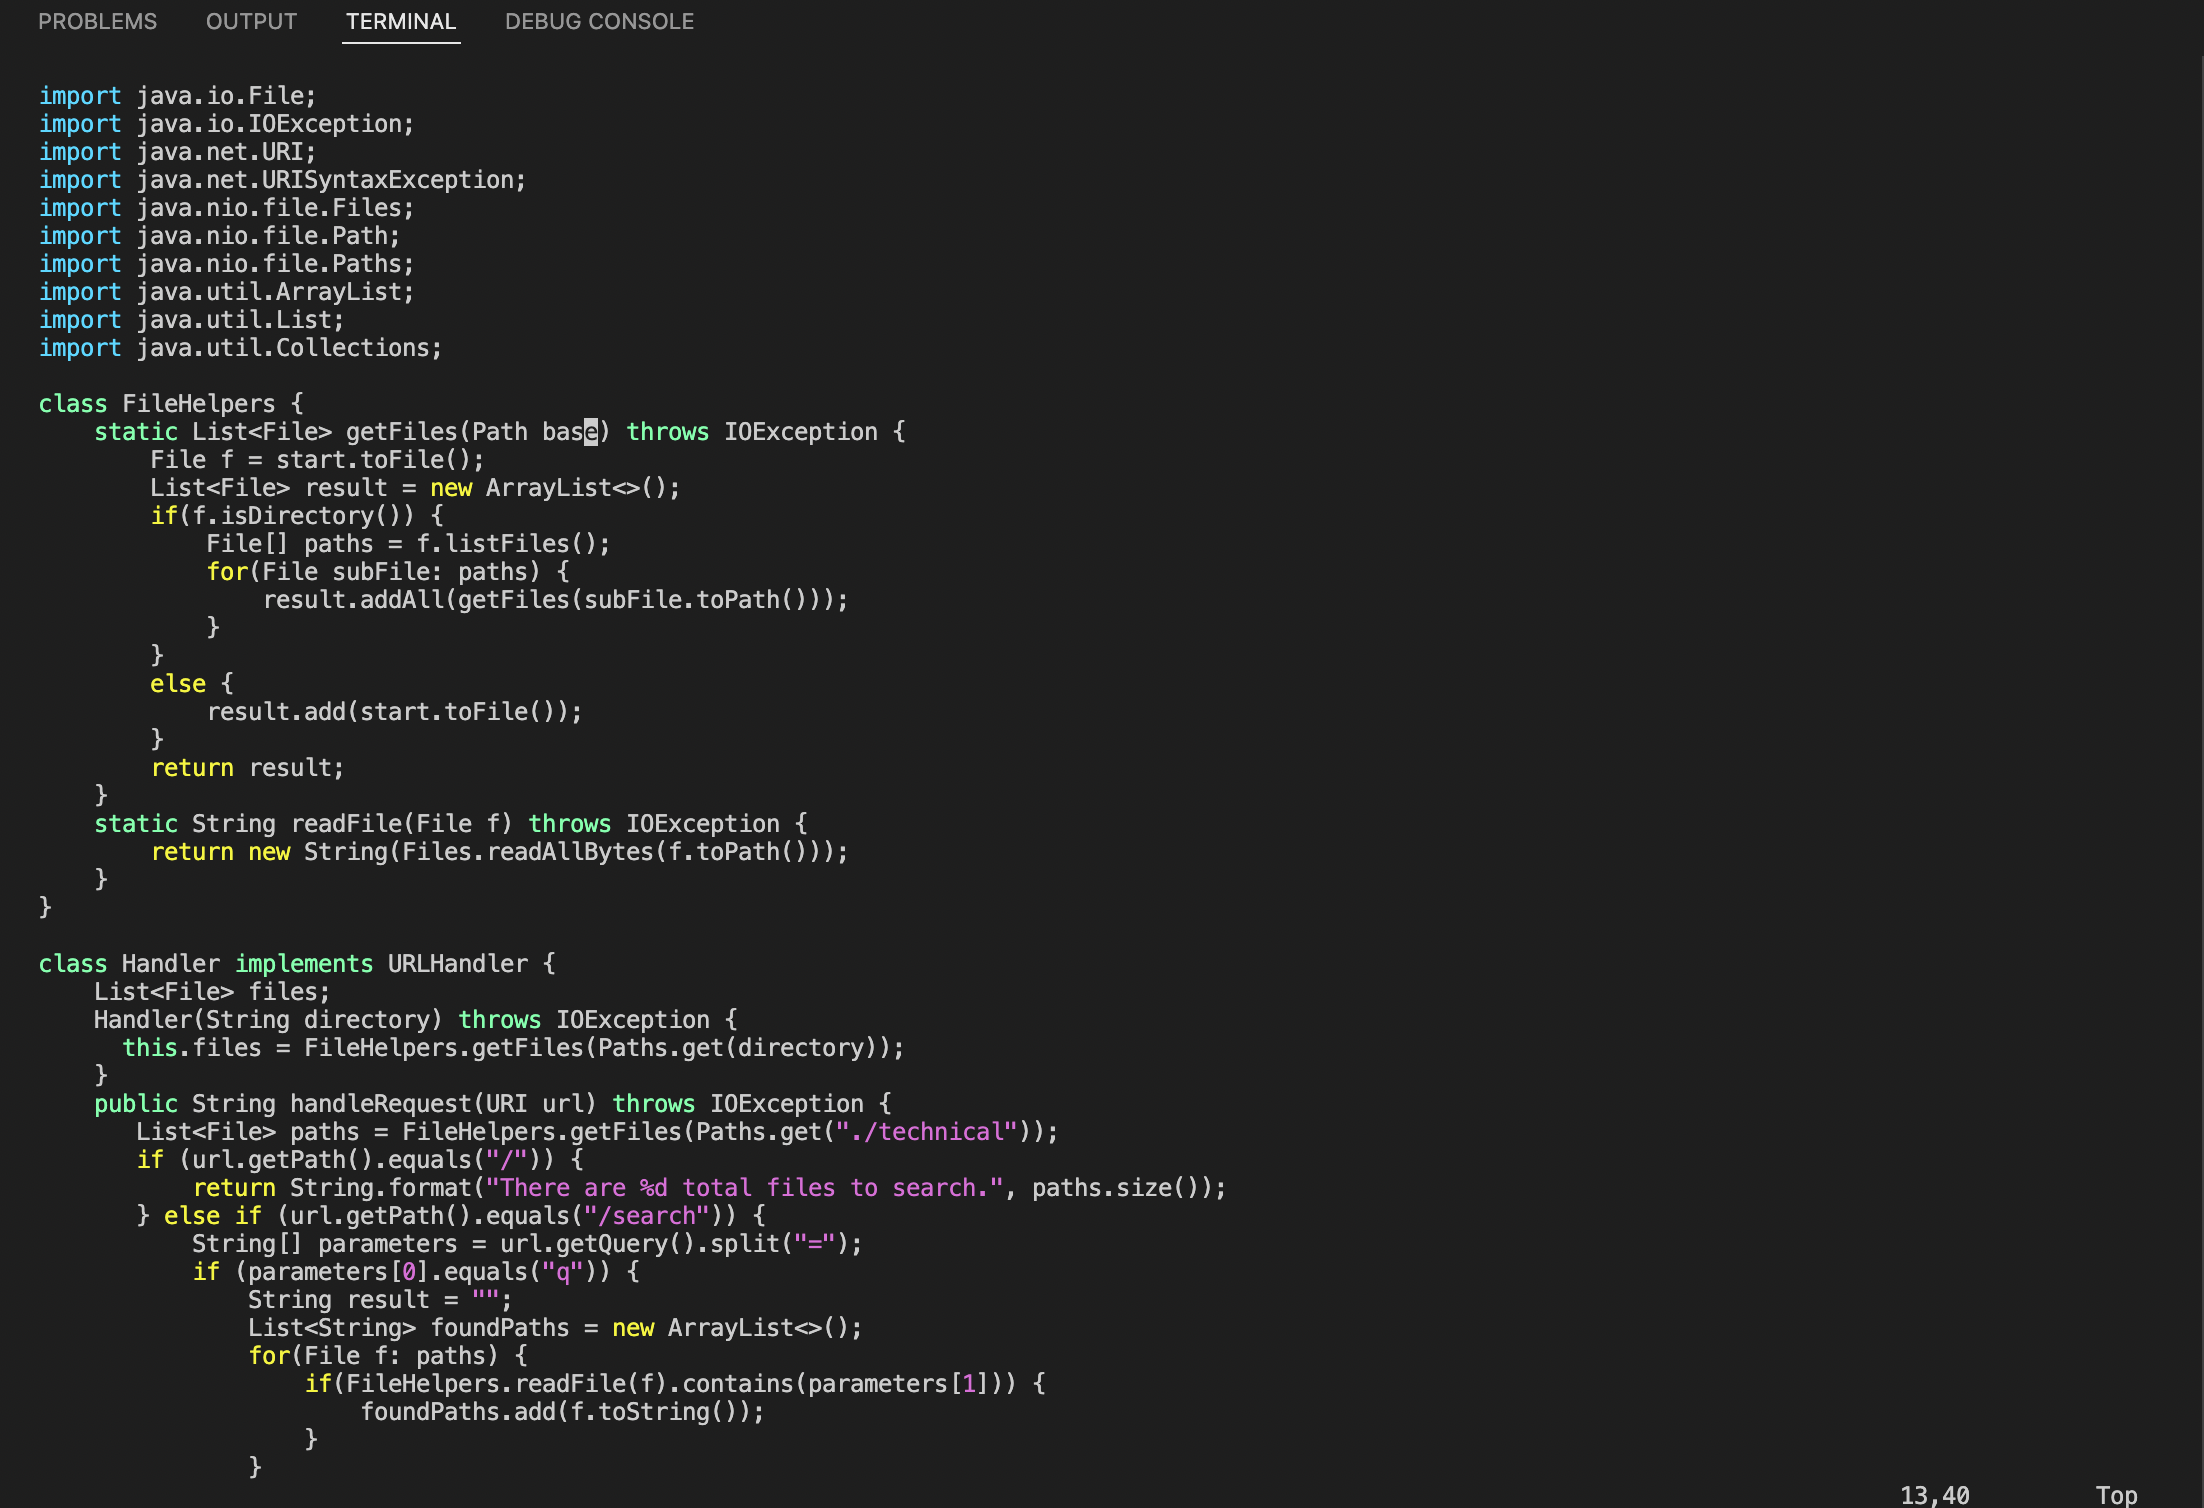 PROBLEMS OUTPUT TERMINAL DEBUG CONSOLE
import java.io.File;
import java.io.IOException;
import java.net.URI;
import java.net.URISyntaxException;
import java.nio.file.Files;
import java.nio.file.Path;
import java.nio.file.Paths;
import java.util.ArrayList;
import java.util.List;
import java.util.Collections;

class FileHelpers {
    static List<File> getFiles(Path base) throws IOException {
        File f = start.toFile();
        List<File> result = new ArrayList<>();
        if(f.isDirectory()) {
            File[] paths = f.listFiles();
            for(File subFile: paths) {
                result.addAll(getFiles(subFile.toPath()));
            }
        }
        else {
            result.add(start.toFile());
        }
        return result;
    }
    static String readFile(File f) throws IOException {
        return new String(Files.readAllBytes(f.toPath()));
    }
}

class Handler implements URLHandler {
    List<File> files;
    Handler(String directory) throws IOException {
      this.files = FileHelpers.getFiles(Paths.get(directory));
    }
    public String handleRequest(URI url) throws IOException {
       List<File> paths = FileHelpers.getFiles(Paths.get("./technical"));
       if (url.getPath().equals("/")) {
           return String.format("There are %d total files to search.", paths.size());
       } else if (url.getPath().equals("/search")) {
           String[] parameters = url.getQuery().split("=");
           if (parameters[0].equals("q")) {
               String result = "";
               List<String> foundPaths = new ArrayList<>();
               for(File f: paths) {
                   if(FileHelpers.readFile(f).contains(parameters[1])) {
                       foundPaths.add(f.toString());
                   }
               }
13,40 Top